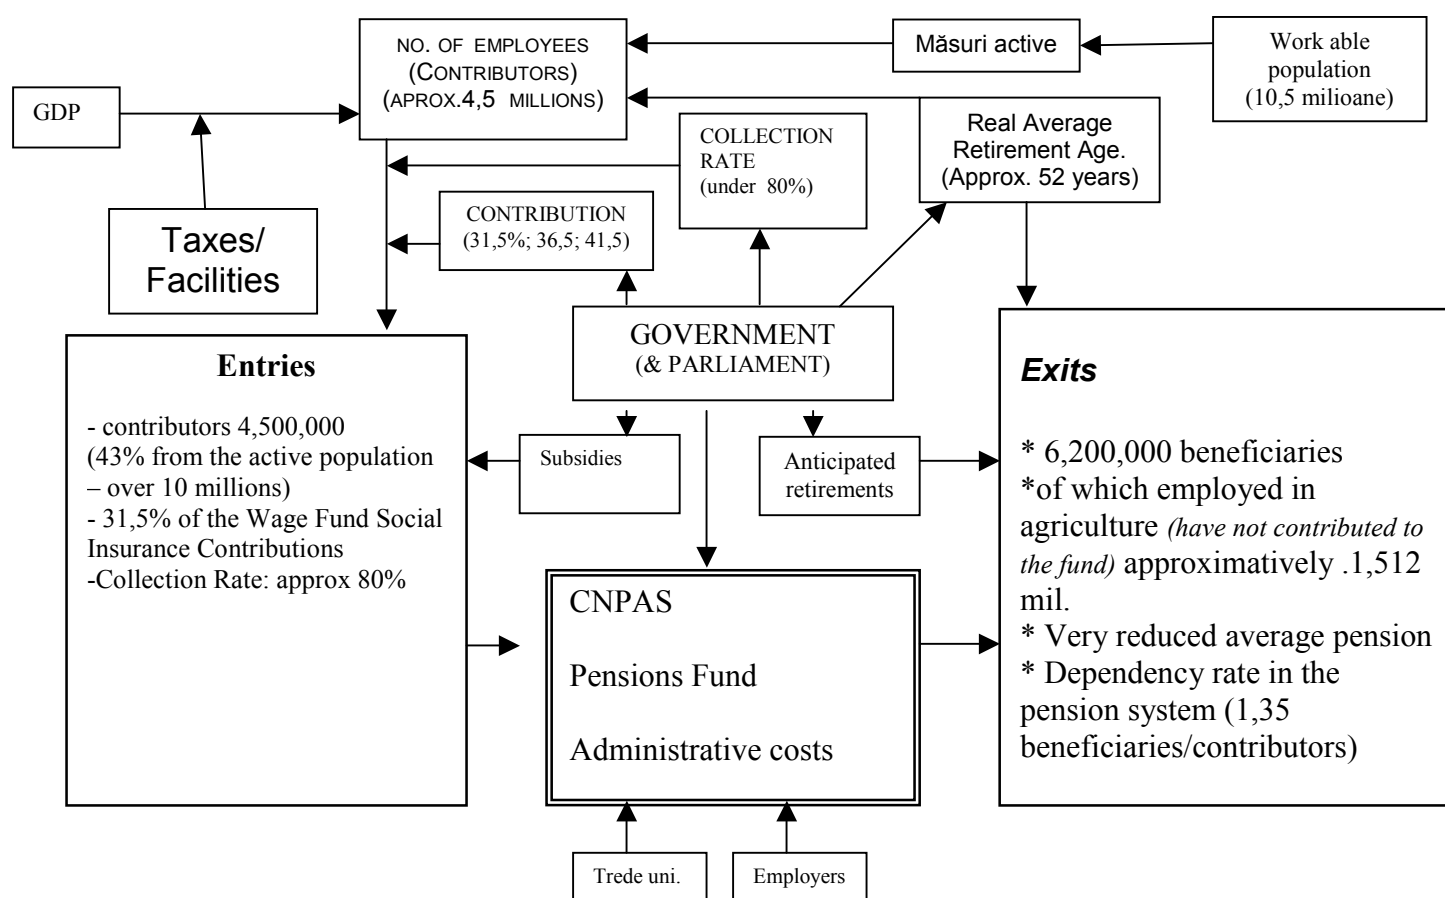 NO. OF EMPLOYEES
(CONTRIBUTORS)
(APROX.4,5 MILLIONS)
Măsuri active
Work able
population
(10,5 milioane)
GDP
COLLECTION
RATE
(under 80%)
Real Average
Retirement Age.
(Approx. 52 years)
Taxes/
Facilities
CONTRIBUTION
(31,5%; 36,5; 41,5)
GOVERNMENT
(& PARLIAMENT)
Entries
- contributors 4,500,000
(43% from the active population
– over 10 millions)
- 31,5% of the Wage Fund Social
Insurance Contributions
-Collection Rate: approx 80%
Subsidies
Anticipated
retirements
Exits
* 6,200,000 beneficiaries
*of which employed in
agriculture (have not contributed to
the fund) approximatively .1,512
mil.
* Very reduced average pension
* Dependency rate in the
pension system (1,35
beneficiaries/contributors)
CNPAS
Pensions Fund
Administrative costs
Trede uni.
Employers